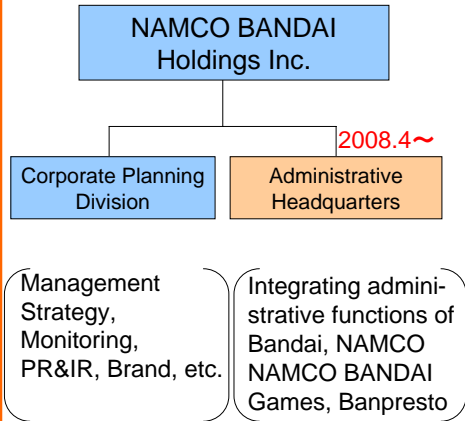 NAMCO BANDAI
Holdings Inc.
2008.4～
Corporate Planning
Division
Administrative
Headquarters
Management
Strategy,
Monitoring,
PR&IR, Brand, etc.
Integrating admini-
strative functions of
Bandai, NAMCO
NAMCO BANDAI
Games, Banpresto